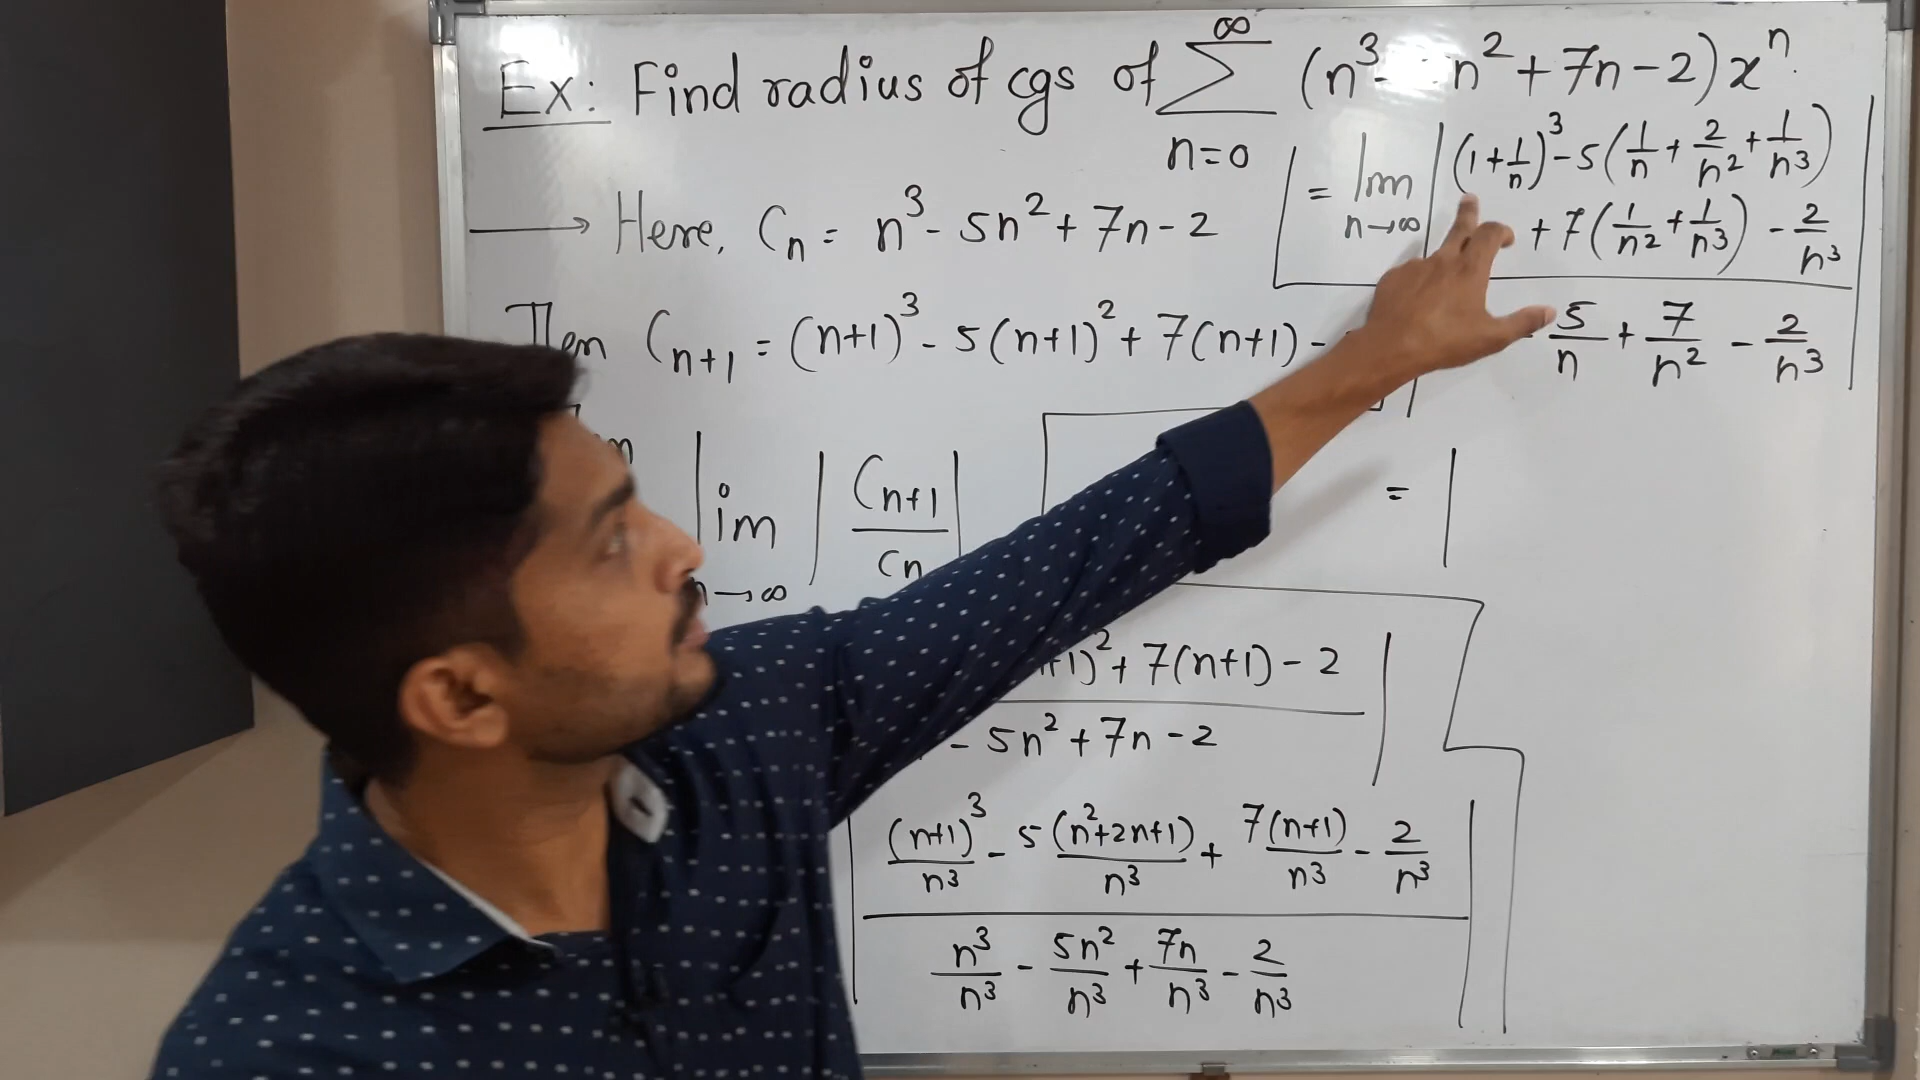 Ex: Find radius of cgs of ∑_{n=0}^{∞} (n³- n²+7n-2)xⁿ.
→ Here, Cₙ = n³- 5n²+ 7n-2
Then Cₙ₊₁ = (n+1)³- 5(n+1)²+ 7(n+1)-
lim n→∞ | Cₙ₊₁ / Cₙ |
+1)²+ 7(n+1)-2 |
- 5n²+7n-2
| (n+1)³/n³ - 5(n²+2n+1)/n³ + 7(n+1)/n³ - 2/n³ |
n³/n³ - 5n²/n³ + 7n/n³ - 2/n³
= lim n→∞ | (1+1/n)³-5(1/n + 2/n² + 1/n³)
+7(1/n² + 1/n³) - 2/n³ |
- 5/n + 7/n² - 2/n³
= |